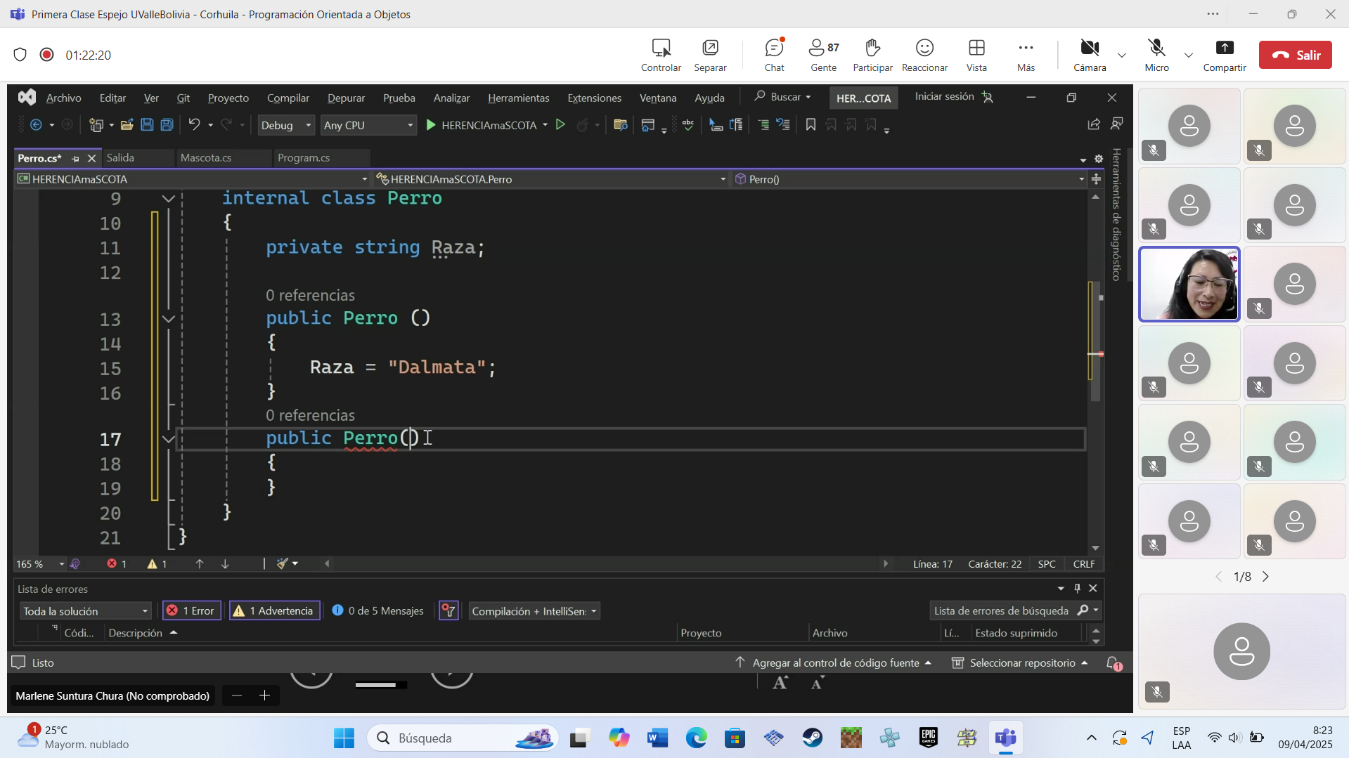 Primera Clase Espejo UValleBolivia - Corhuila - Programación Orientada a Objetos
01:22:20
Controlar
Separar
Chat
87
Gente
Participar
Reaccionar
Vista
Más
Cámara
Micro
Compartir
Salir
Archivo Editar Ver Git Proyecto Compilar Depurar Prueba Analizar Herramientas Extensiones Ventana Ayuda Buscar HER...COTA Iniciar sesión
Debug Any CPU HERENCIAmaSCOTA
Perro.cs* Salida Mascota.cs Program.cs
HERENCIAmaSCOTA HERENCIAmaSCOTA.Perro Perro()
Herramientas de diagnóstico
9 internal class Perro
10 {
11 private string Raza;
12
0 referencias
13 public Perro ()
14 {
15 Raza = "Dalmata";
16 }
0 referencias
17 public Perro()
18 {
19 }
20 }
21 }
165 % 1 1 Línea: 17 Carácter: 22 SPC CRLF
Lista de errores
Toda la solución 1 Error 1 Advertencia 0 de 5 Mensajes Compilación + IntelliSen: Lista de errores de búsqueda
Códi... Descripción Proyecto Archivo Lí... Estado suprimido
Listo Agregar al control de código fuente Seleccionar repositorio 1
Marlene Suntura Chura (No comprobado)
A A
1/8
1
25°C
Mayorm. nublado
Búsqueda
ESP
LAA
8:23
09/04/2025